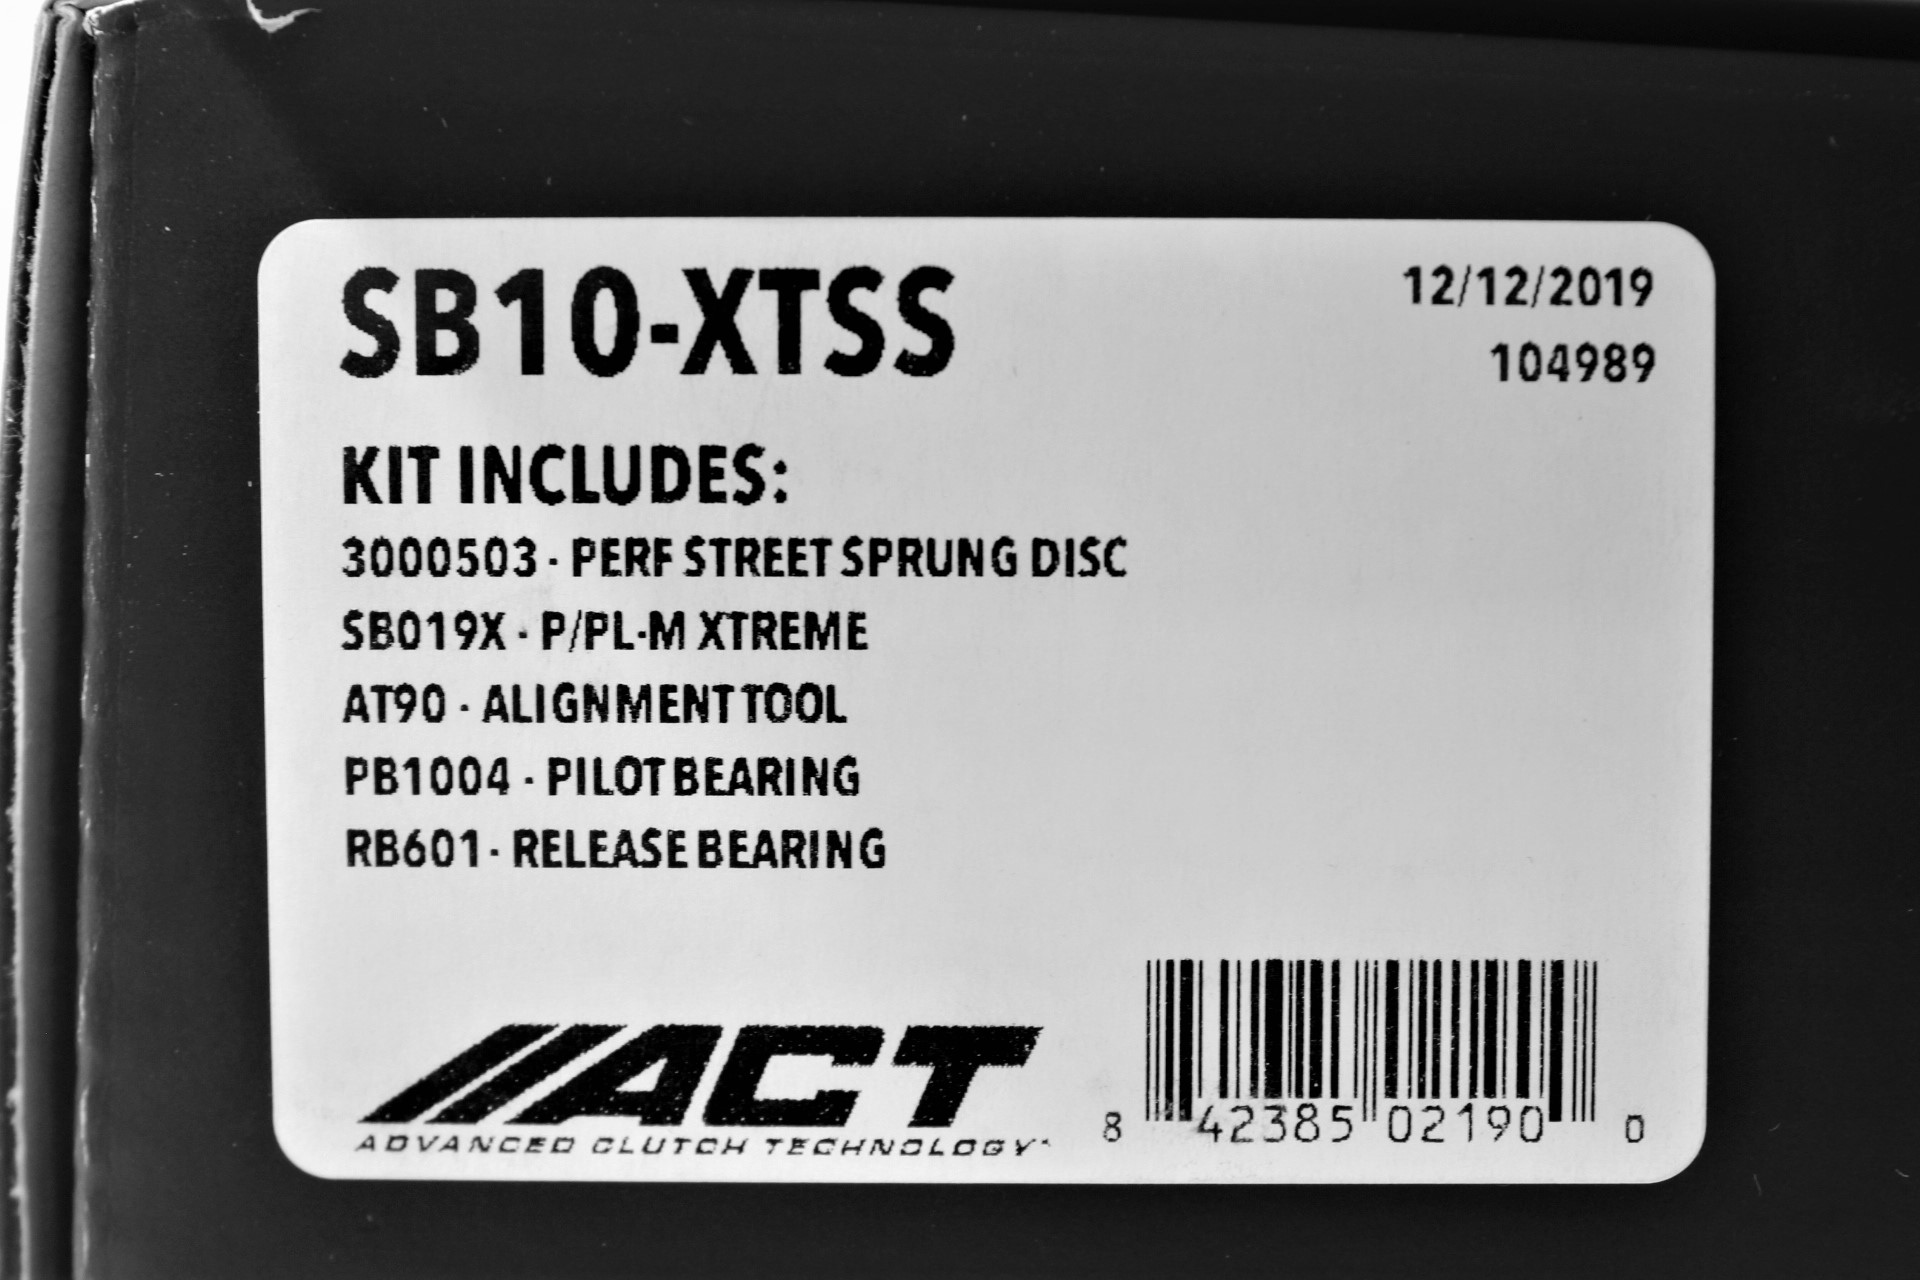 SB10-XTSS
12/12/2019
104989
KIT INCLUDES:
3000503 - PERF STREET SPRUNG DISC
SB019X - P/PL-M XTREME
AT90 - ALIGNMENT TOOL
PB1004 - PILOT BEARING
RB601 - RELEASE BEARING
ACT
ADVANCED CLUTCH TECHNOLOGY
8 42385 02190 0